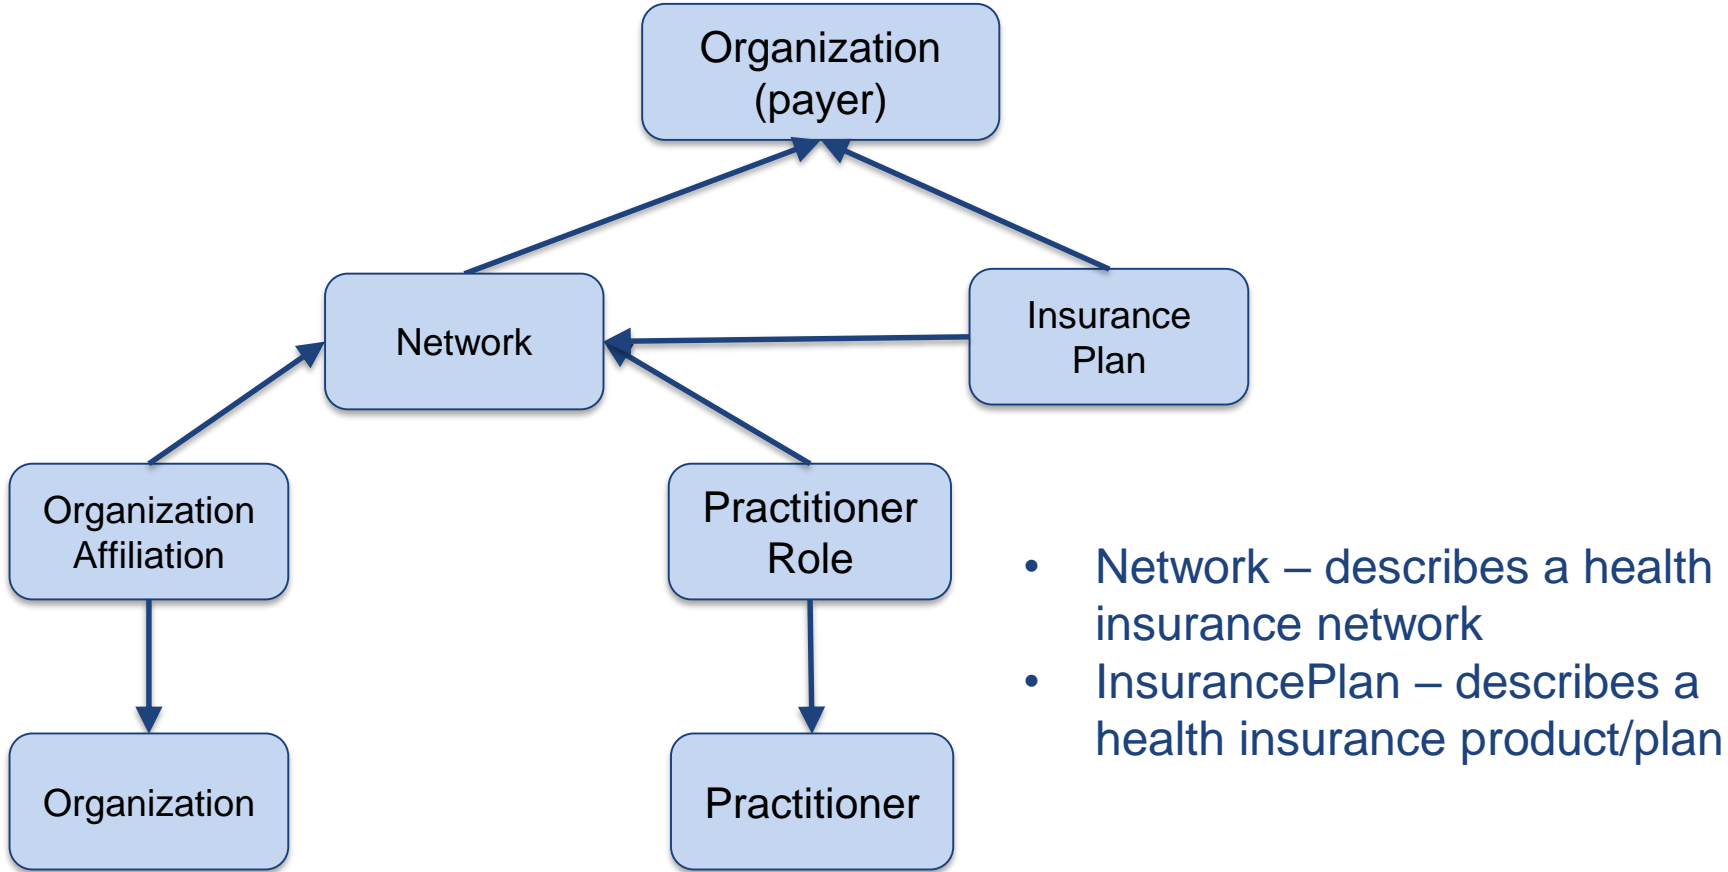 Organization
(payer)
Network
Insurance
Plan
Organization
Affiliation
Practitioner
Role
• Network – describes a health
insurance network
• InsurancePlan – describes a
health insurance product/plan
Organization
Practitioner